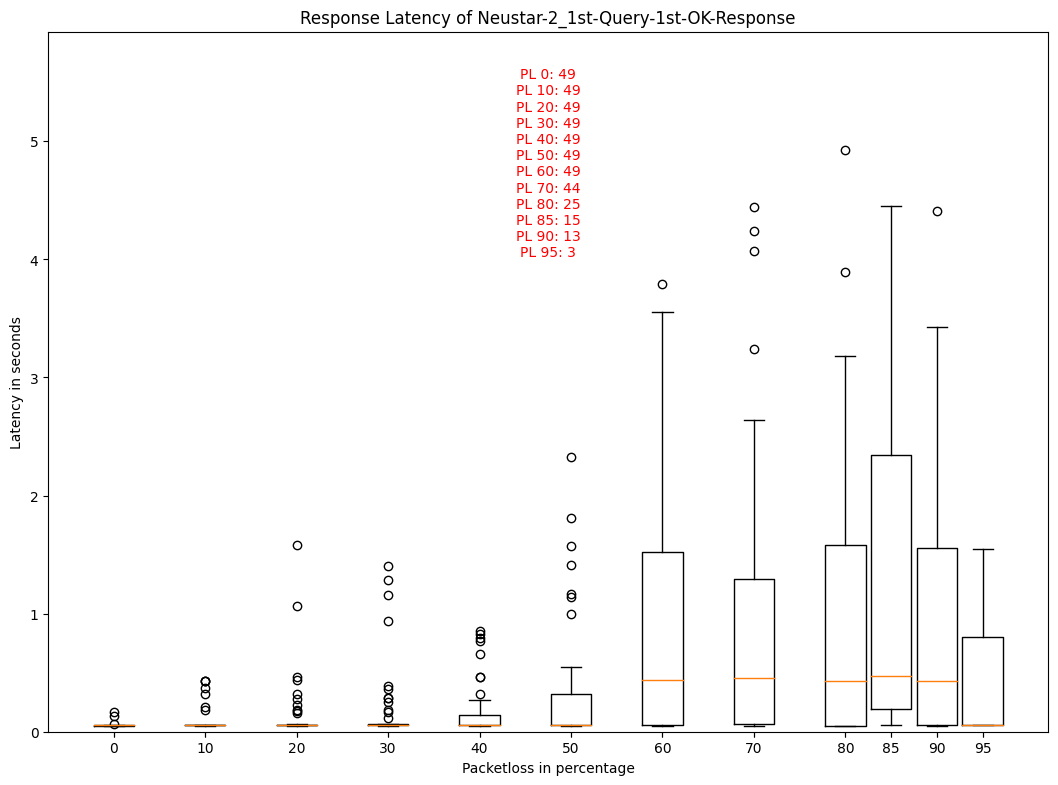 Response Latency of Neustar-2_1st-Query-1st-OK-Response
PL 0: 49
PL 10: 49
PL 20: 49
PL 30: 49
PL 40: 49
PL 50: 49
PL 60: 49
PL 70: 44
PL 80: 25
PL 85: 15
PL 90: 13
PL 95: 3
Latency in seconds
5
4
3
2
1
0
0 10 20 30 40 50 60 70 80 85 90 95
Packetloss in percentage